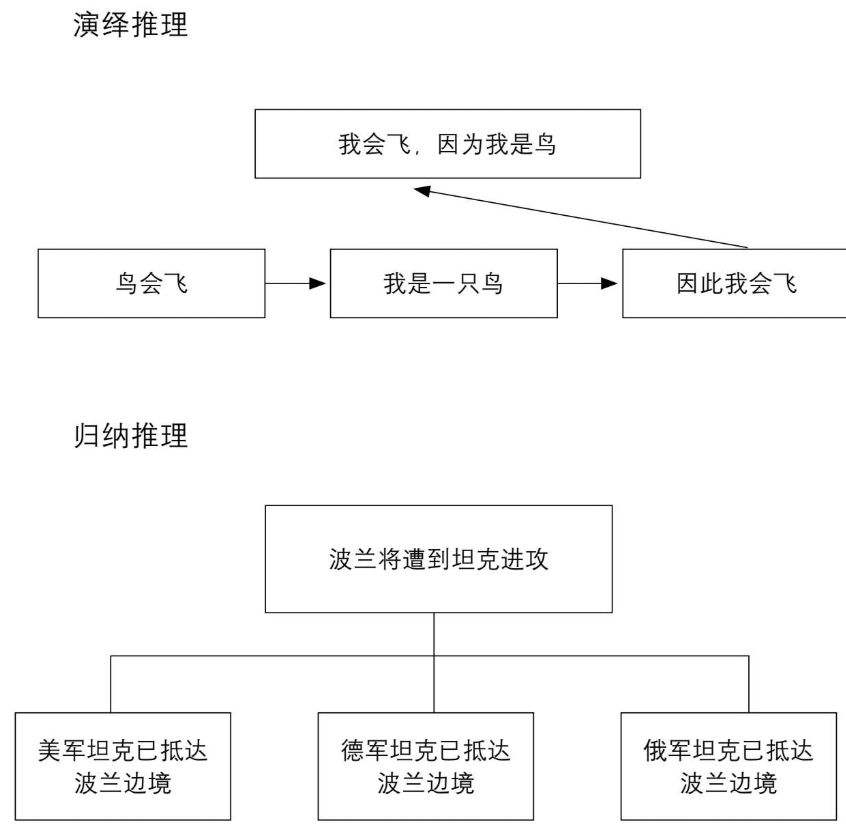 演绎推理
我会飞，因为我是鸟
鸟会飞
我是一只鸟
因此我会飞
归纳推理
波兰将遭到坦克进攻
美军坦克已抵达
波兰边境
德军坦克已抵达
波兰边境
俄军坦克已抵达
波兰边境